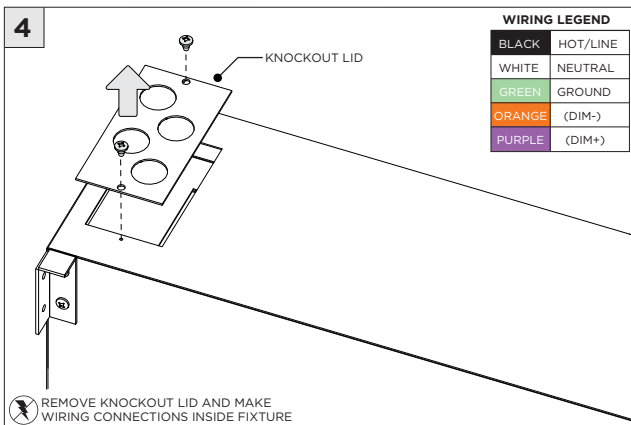 4
KNOCKOUT LID
WIRING LEGEND
BLACK HOT/LINE
WHITE NEUTRAL
GREEN GROUND
ORANGE (DIM-)
PURPLE (DIM+)
REMOVE KNOCKOUT LID AND MAKE
WIRING CONNECTIONS INSIDE FIXTURE